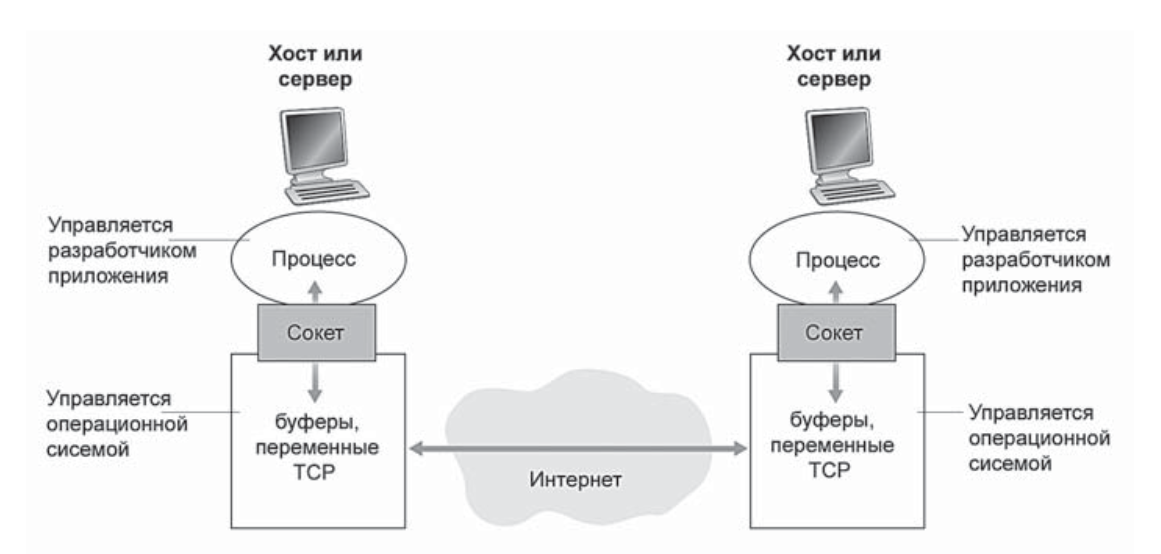 Хост или
сервер
Хост или
сервер
Управляется
разработчиком
приложения
Процесс
Процесс
Управляется
разработчиком
приложения
Сокет
Сокет
Управляется
операционной
сисемой
буферы,
переменные
TCP
Интернет
буферы,
переменные
TCP
Управляется
операционной
сисемой